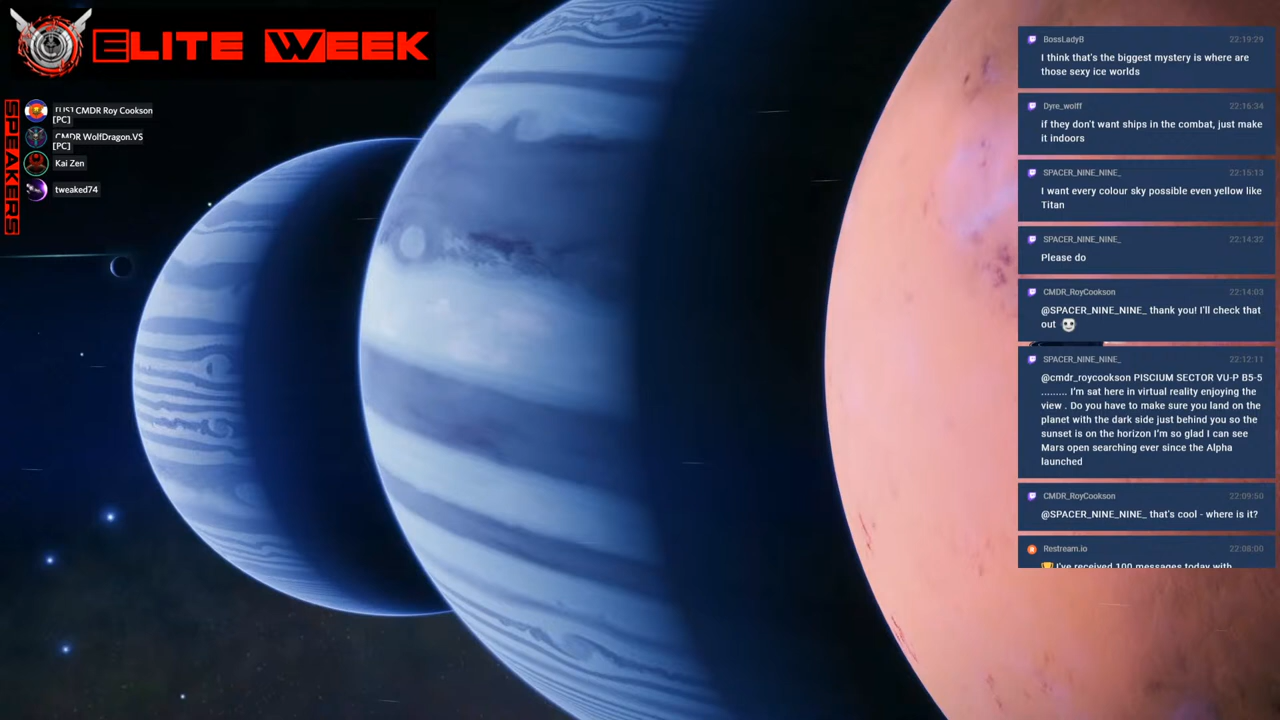 ELITE WEEK
SPEAKERS
[US] CMDR Roy Cookson
[PC]
CMDR WolfDragon.VS
[PC]
Kai Zen
tweaked74
BossLadyB 22:19:29
I think that's the biggest mystery is where are
those sexy ice worlds
Dyre_wolff 22:16:34
if they don't want ships in the combat, just make
it indoors
SPACER_NINE_NINE_ 22:15:13
I want every colour sky possible even yellow like
Titan
SPACER_NINE_NINE_ 22:14:32
Please do
CMDR_RoyCookson 22:14:03
@SPACER_NINE_NINE_ thank you! I'll check that
out
SPACER_NINE_NINE_ 22:12:11
@cmdr_roycookson PISCIUM SECTOR VU-P B5-5
......... I'm sat here in virtual reality enjoying the
view . Do you have to make sure you land on the
planet with the dark side just behind you so the
sunset is on the horizon I'm so glad I can see
Mars open searching ever since the Alpha
launched
CMDR_RoyCookson 22:09:50
@SPACER_NINE_NINE_ that's cool - where is it?
Restream.io 22:08:00
I've received 100 messages today with